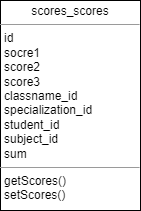 scores_scores
id
socre1
score2
score3
classname_id
specialization_id
student_id
subject_id
sum
getScores()
setScores()